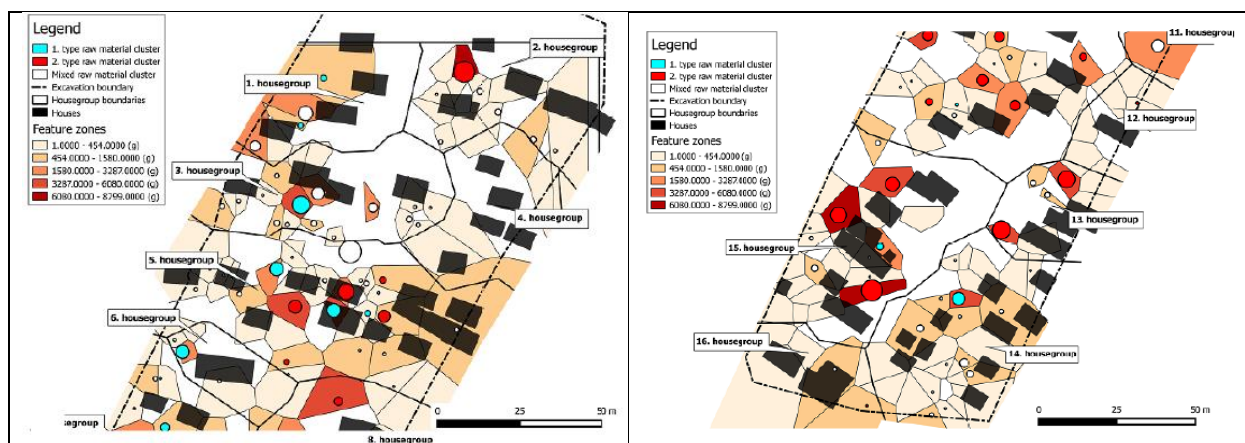 Legend
1. type raw material cluster
2. type raw material cluster
Mixed raw material cluster
Excavation boundary
Housegroup boundaries
Houses
Feature zones
1.0000 - 454.0000 (g)
454.0000 - 1580.0000 (g)
1580.0000 - 3287.0000 (g)
3287.0000 - 6080.0000 (g)
6080.0000 - 8799.0000 (g)
2. housegroup
1. housegroup
3. housegroup
4. housegroup
5. housegroup
6. housegroup
segroup
8. housegroup
0 25 50 m
Legend
1. type raw material cluster
2. type raw material cluster
Mixed raw material cluster
Excavation boundary
Housegroup boundaries
Houses
Feature zones
1.0000 - 454.0000 (g)
454.0000 - 1580.0000 (g)
1580.0000 - 3287.0000 (g)
3287.0000 - 6080.0000 (g)
6080.0000 - 8799.0000 (g)
11. housegroup
12. housegroup
13. housegroup
15. housegroup
16. housegroup
14. housegroup
0 25 50 m